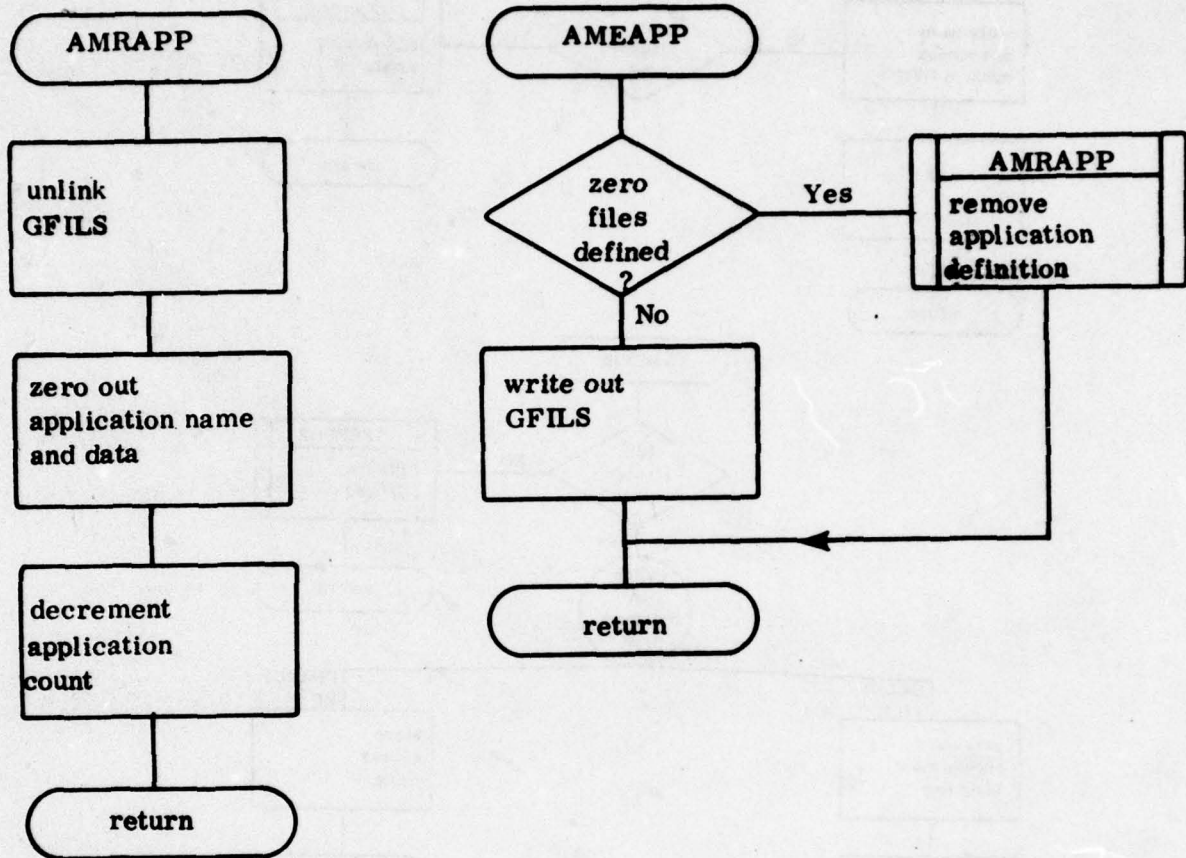 AMRAPP
unlink
GFILS
zero out
application name
and data
decrement
application
count
return
AMEAPP
zero
files
defined
?
Yes
No
AMRAPP
remove
application
definition
write out
GFILS
return